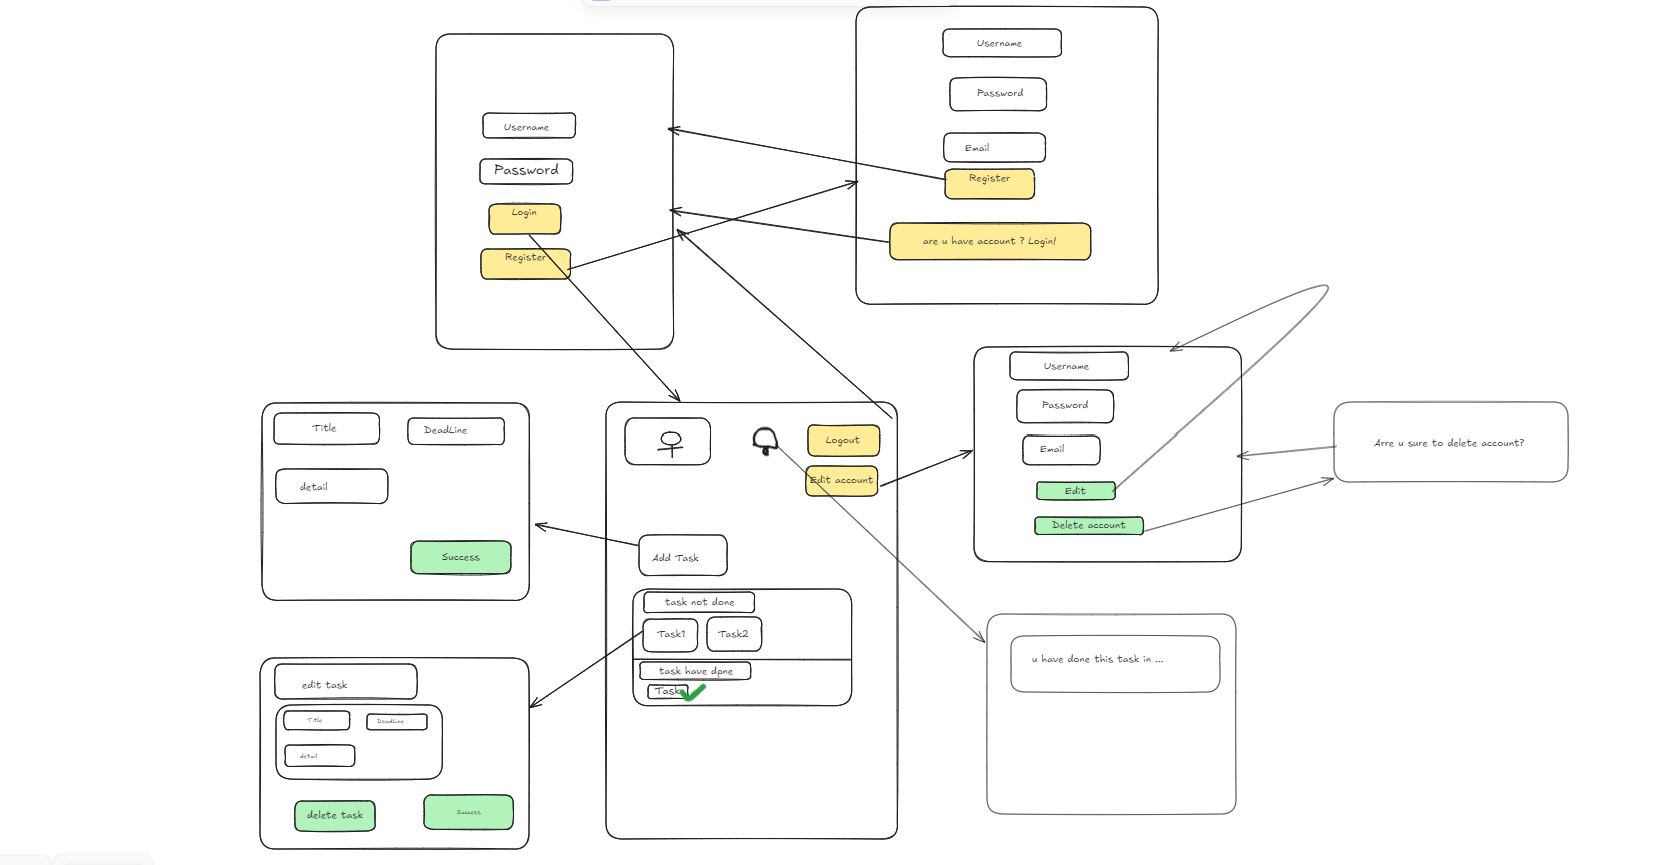 Username
Password
Login
Register
Username
Password
Email
Register
are u have account ? Login!
Title
DeadLine
detail
Success
edit task
Title
DeadLine
detail
delete task
Success
Logout
Edit account
Add Task
task not done
Task1
Task2
task have done
Task
Username
Password
Email
Edit
Delete account
Arre u sure to delete account?
u have done this task in ...